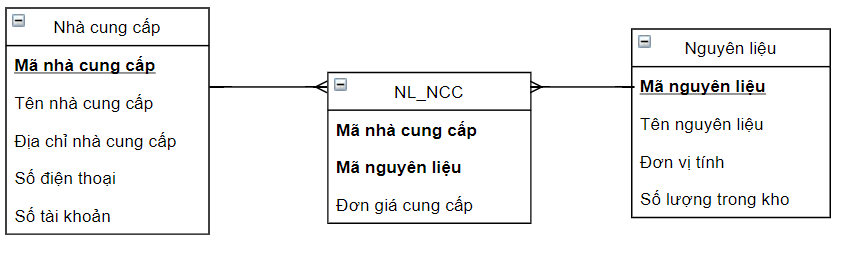 Nhà cung cấp
Mã nhà cung cấp
Tên nhà cung cấp
Địa chỉ nhà cung cấp
Số điện thoại
Số tài khoản
NL_NCC
Mã nhà cung cấp
Mã nguyên liệu
Đơn giá cung cấp
Nguyên liệu
Mã nguyên liệu
Tên nguyên liệu
Đơn vị tính
Số lượng trong kho